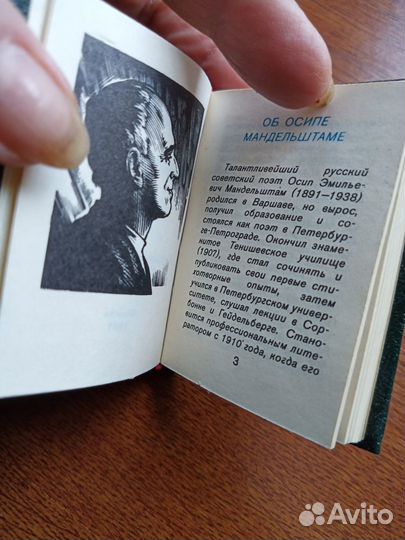 ОБ ОСИПЕ
МАНДЕЛЬШТАМЕ
Талантливейший русский
советский поэт Осип Эмилье-
вич Мандельштам (1891—1938)
родился в Варшаве, но вырос,
получил образование и со-
стоялся как поэт в Петербур-
ге-Петрограде. Окончил знаме-
нитое Тенишевское училище
(1907), где стал сочинять и
публиковать свои первые сти-
хотворные опыты, затем
учился в Петербургском универ-
ситете, слушал лекции в Сор-
бонне и Гейдельберге. Стано-
вится профессиональным лите-
ратором с 1910 года, когда его
3
Avito